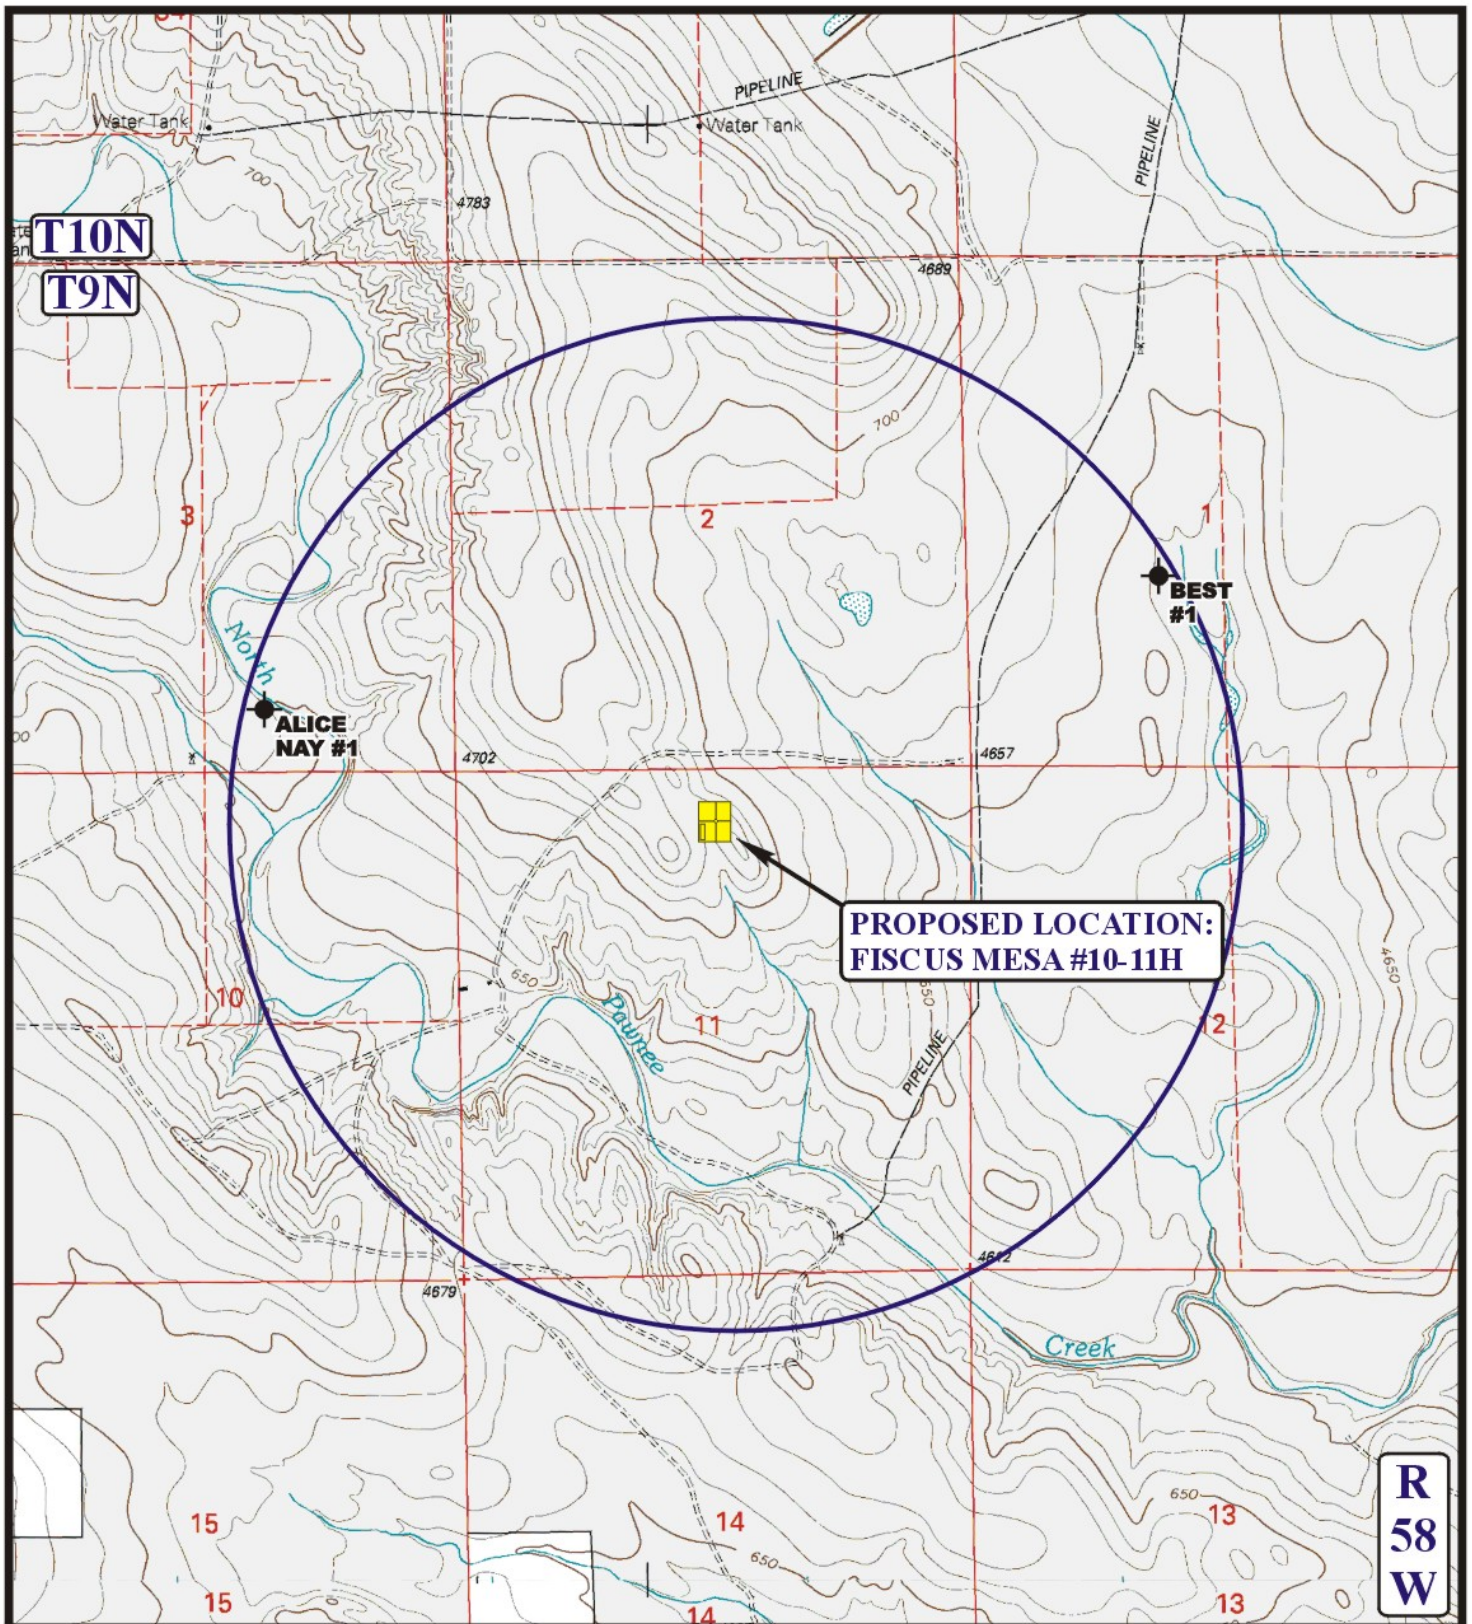 PIPELINE
Water Tank
Water Tank
PIPELINE
700
4783
T10N
4689
T9N
700
3
2
1
BEST
#1
North
ALICE
NAY #1
4702
4657
PROPOSED LOCATION:
FISCUS MESA #10-11H
4650
650
10
Pawnee
11
12
PIPELINE
4679
Creek
R
58
W
650
15
14
13
650
15
14
13